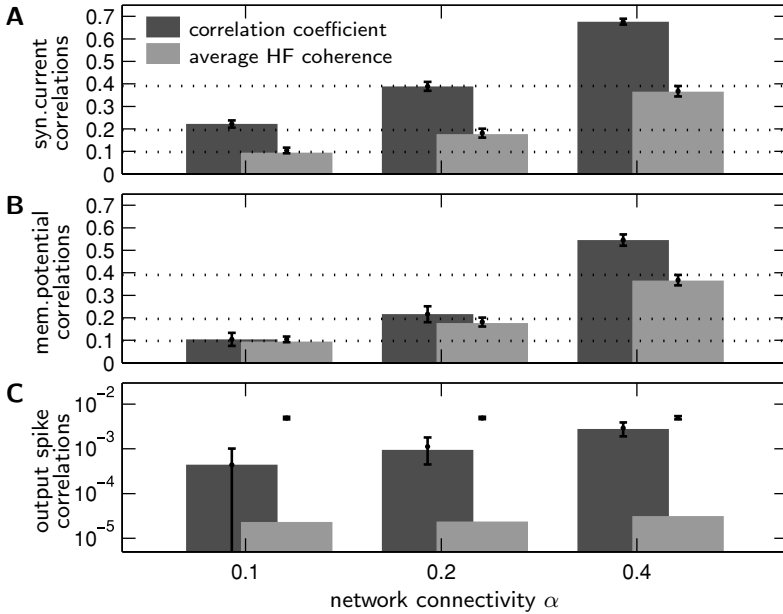 A
syn.current
correlations
0.7
0.6
0.5
0.4
0.3
0.2
0.1
0
correlation coefficient
average HF coherence
B
mem.potential
correlations
0.7
0.6
0.5
0.4
0.3
0.2
0.1
0
C
output spike
correlations
10⁻²
10⁻³
10⁻⁴
10⁻⁵
0.1 0.2 0.4
network connectivity α